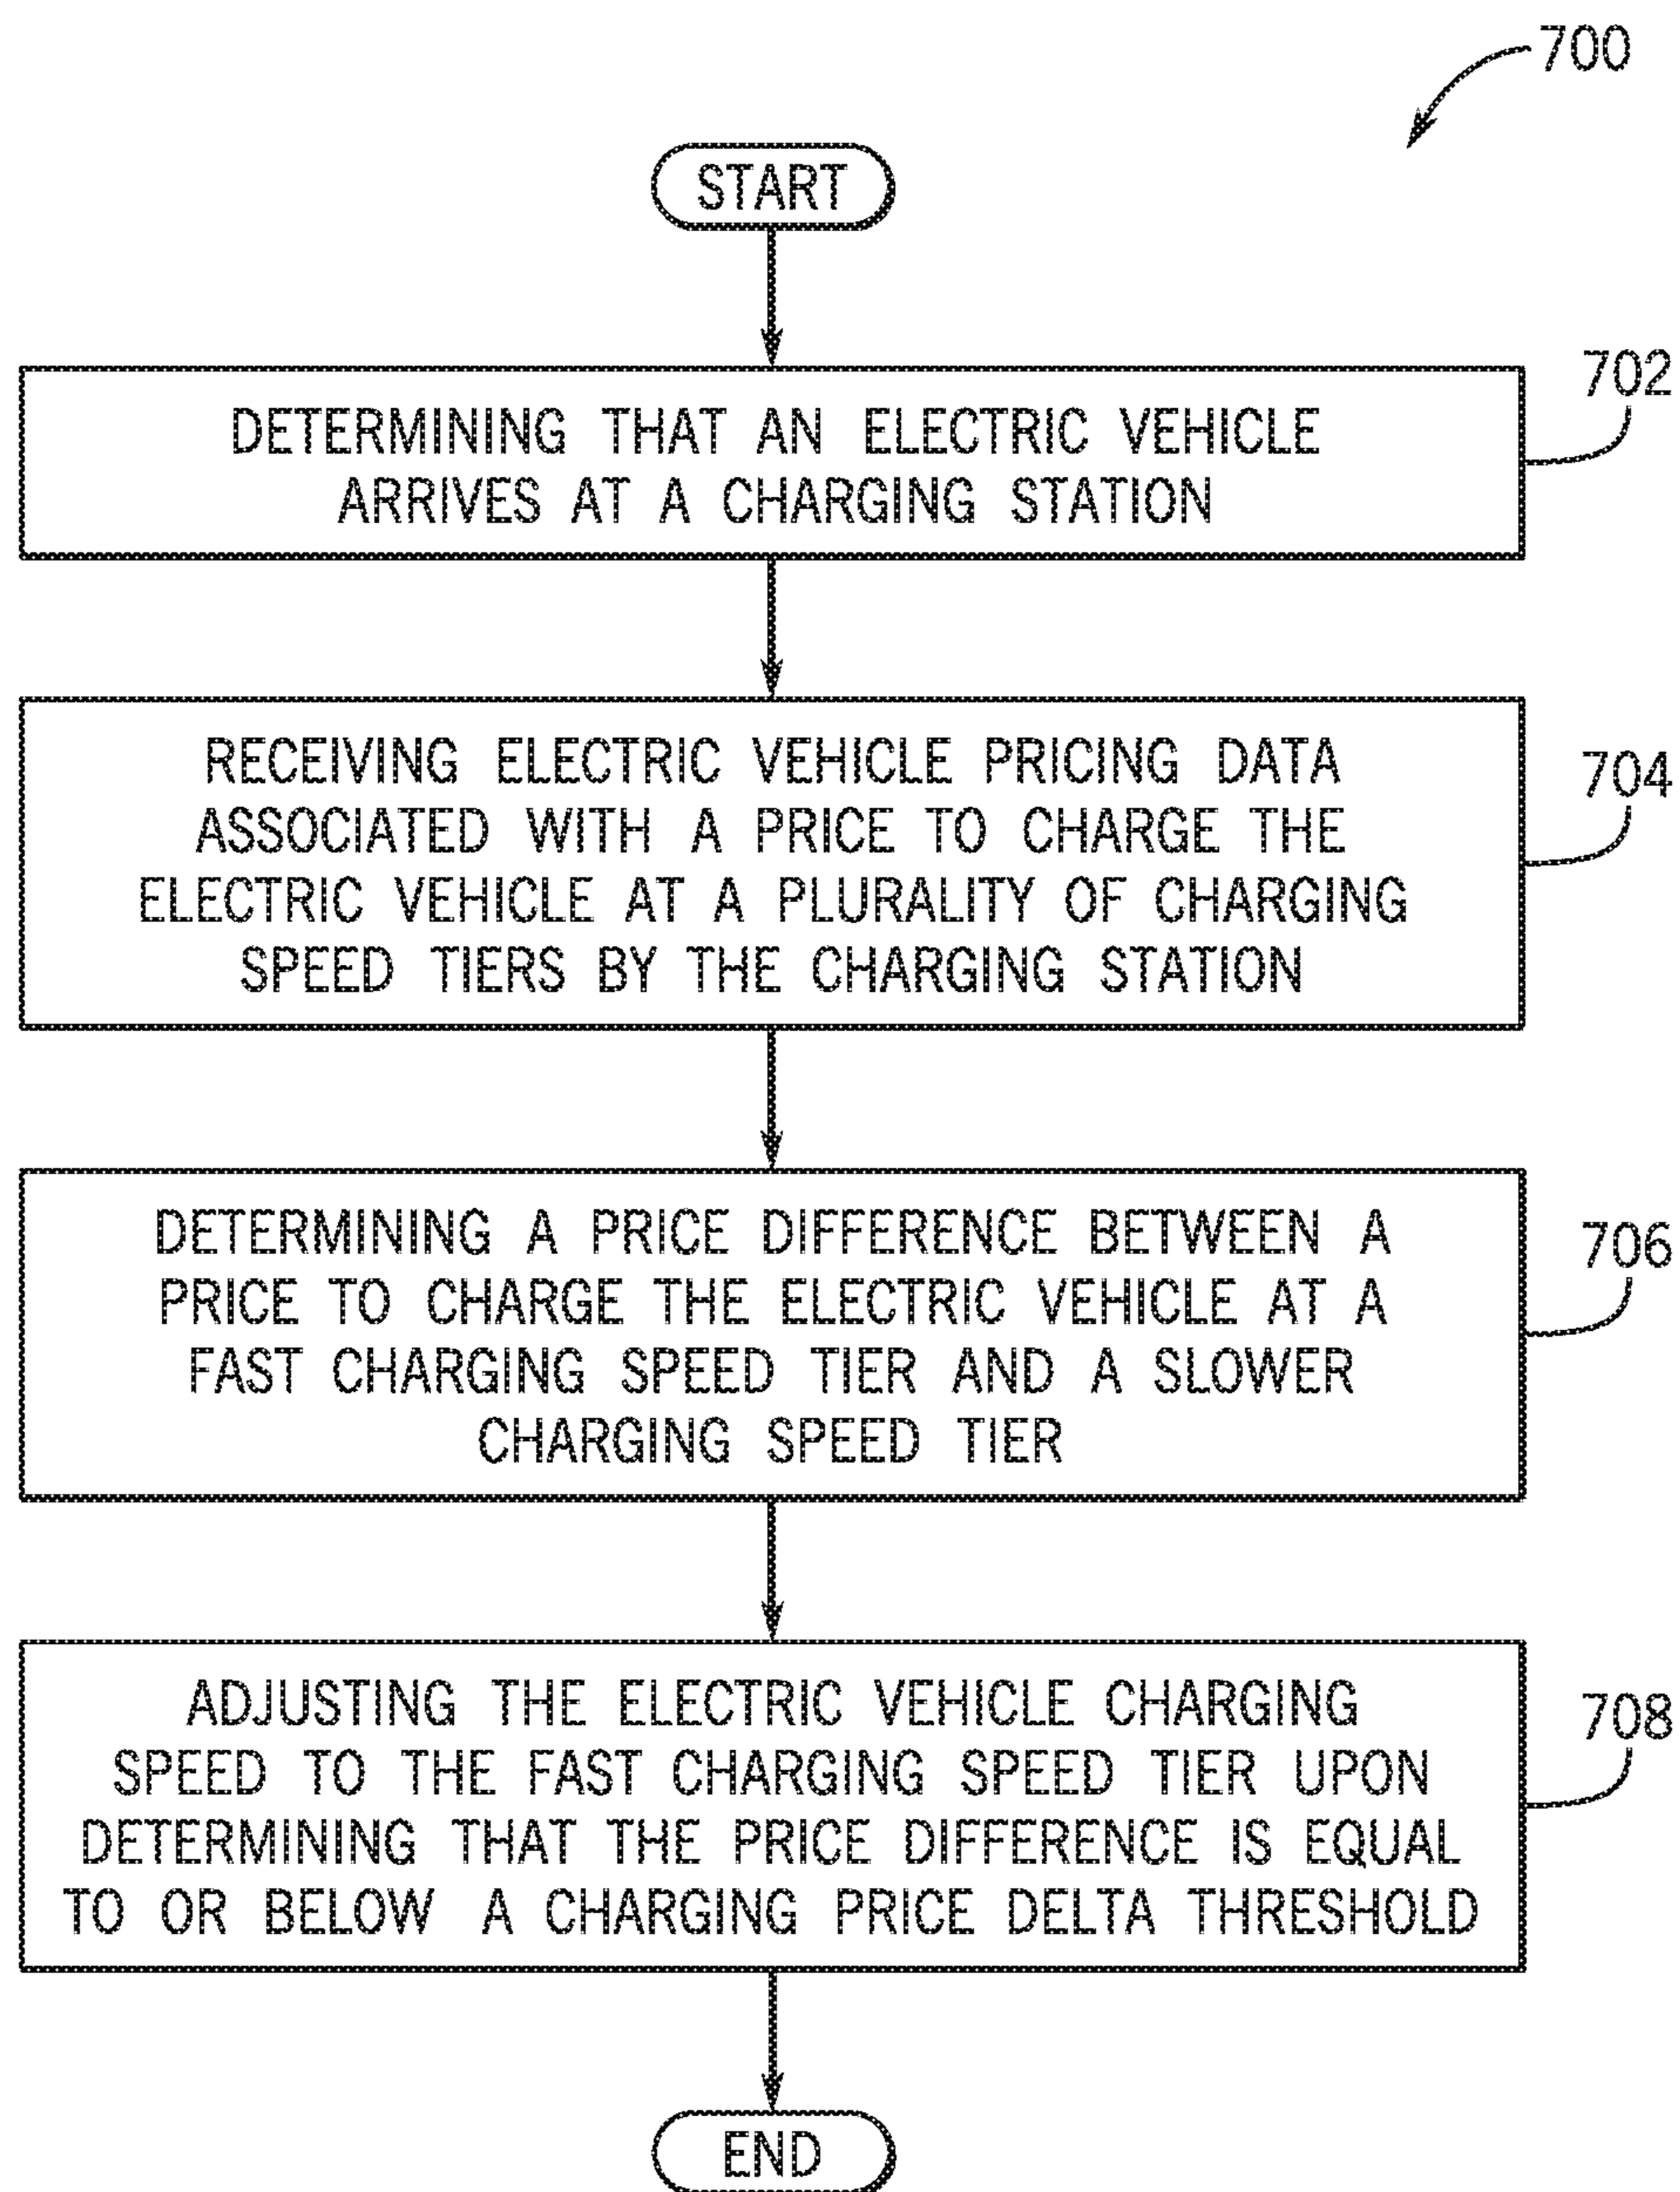 700
START
702
DETERMINING THAT AN ELECTRIC VEHICLE
ARRIVES AT A CHARGING STATION
704
RECEIVING ELECTRIC VEHICLE PRICING DATA
ASSOCIATED WITH A PRICE TO CHARGE THE
ELECTRIC VEHICLE AT A PLURALITY OF CHARGING
SPEED TIERS BY THE CHARGING STATION
706
DETERMINING A PRICE DIFFERENCE BETWEEN A
PRICE TO CHARGE THE ELECTRIC VEHICLE AT A
FAST CHARGING SPEED TIER AND A SLOWER
CHARGING SPEED TIER
708
ADJUSTING THE ELECTRIC VEHICLE CHARGING
SPEED TO THE FAST CHARGING SPEED TIER UPON
DETERMINING THAT THE PRICE DIFFERENCE IS EQUAL
TO OR BELOW A CHARGING PRICE DELTA THRESHOLD
END